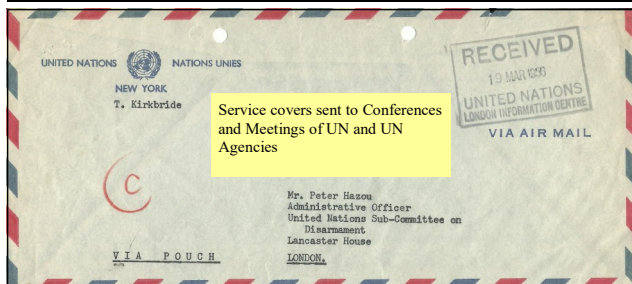 UNITED NATIONS NATIONS UNIES
NEW YORK
T. Kirkbride
RECEIVED
19 MAR
UNITED NATIONS
LONDON INFORMATION CENTRE
VIA AIR MAIL
Service covers sent to Conferences
and Meetings of UN and UN
Agencies
C
Mr. Peter Hazou
Administrative Officer
United Nations Sub-Committee on
Disarmament
Lancaster House
LONDON.
VIA POUCH